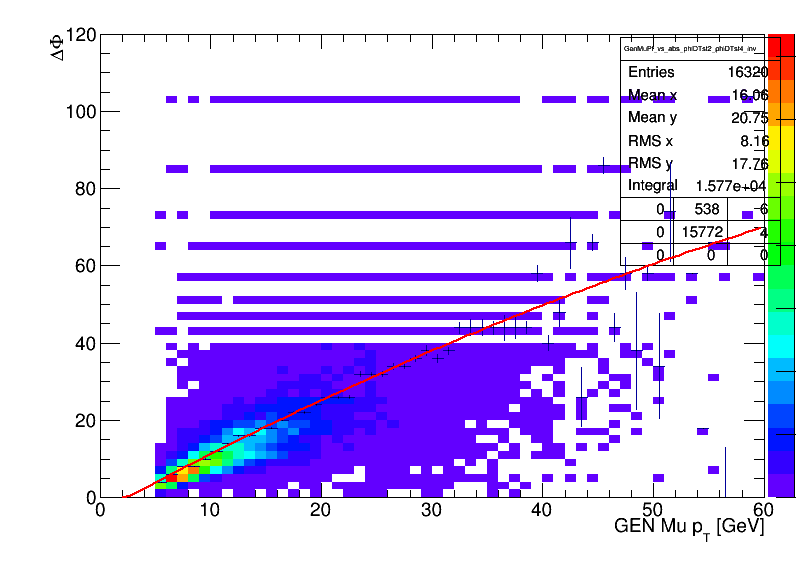 120
100
80
60
40
20
0
ΔΦ
GenMuPt_vs_abs_phiDTst2_phiDTst4_inv
Entries 16320
Mean x 16.06
Mean y 20.75
RMS x 8.16
RMS y 17.76
Integral 1.577e+04
0 538 6
0 15772 4
0 0 0
0 10 20 30 40 50 60
GEN Mu pT [GeV]